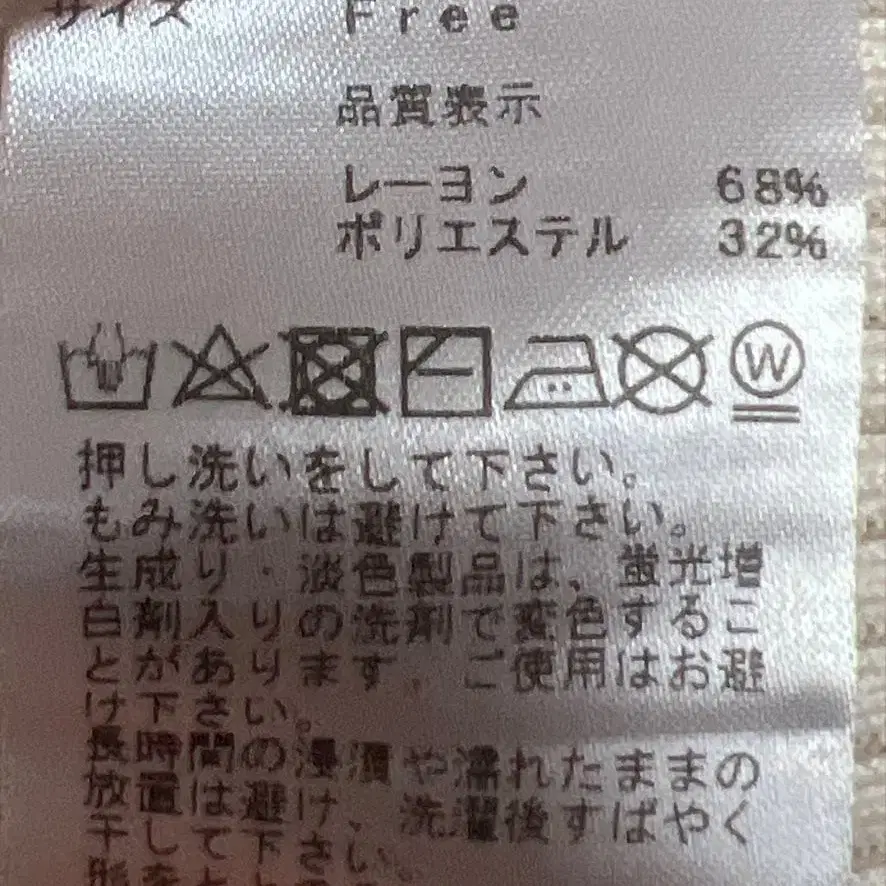 サイズ Free
品質表示
レーヨン 68%
ポリエステル 32%
W
押し洗いをして下さい。
もみ洗いは避けて下さい。
生成り・淡色製品は、蛍光増
白剤入りの洗剤で変色するこ
とがあります。ご使用はお避
け下さい。
長時間の浸漬や濡れたままの
放置は避け、洗濯後すばやく
干して下さい。
形を